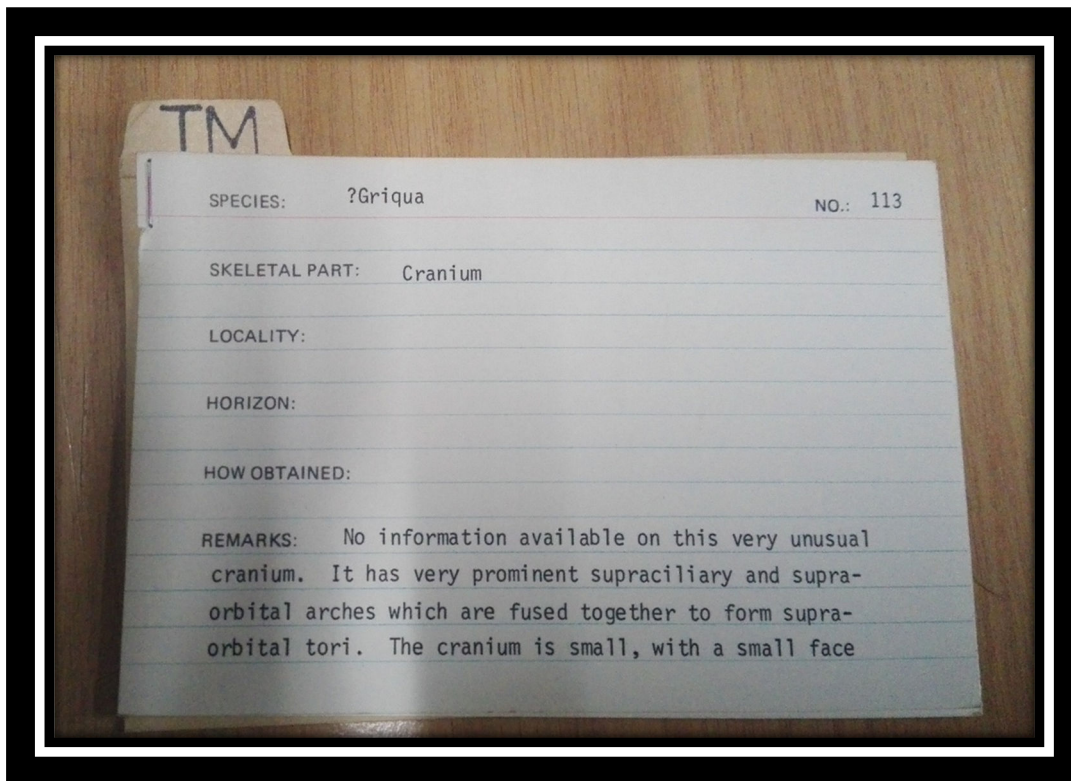 TM
SPECIES: ?Griqua NO.: 113
SKELETAL PART: Cranium
LOCALITY:
HORIZON:
HOW OBTAINED:
REMARKS: No information available on this very unusual
cranium. It has very prominent supraciliary and supra-
orbital arches which are fused together to form supra-
orbital tori. The cranium is small, with a small face